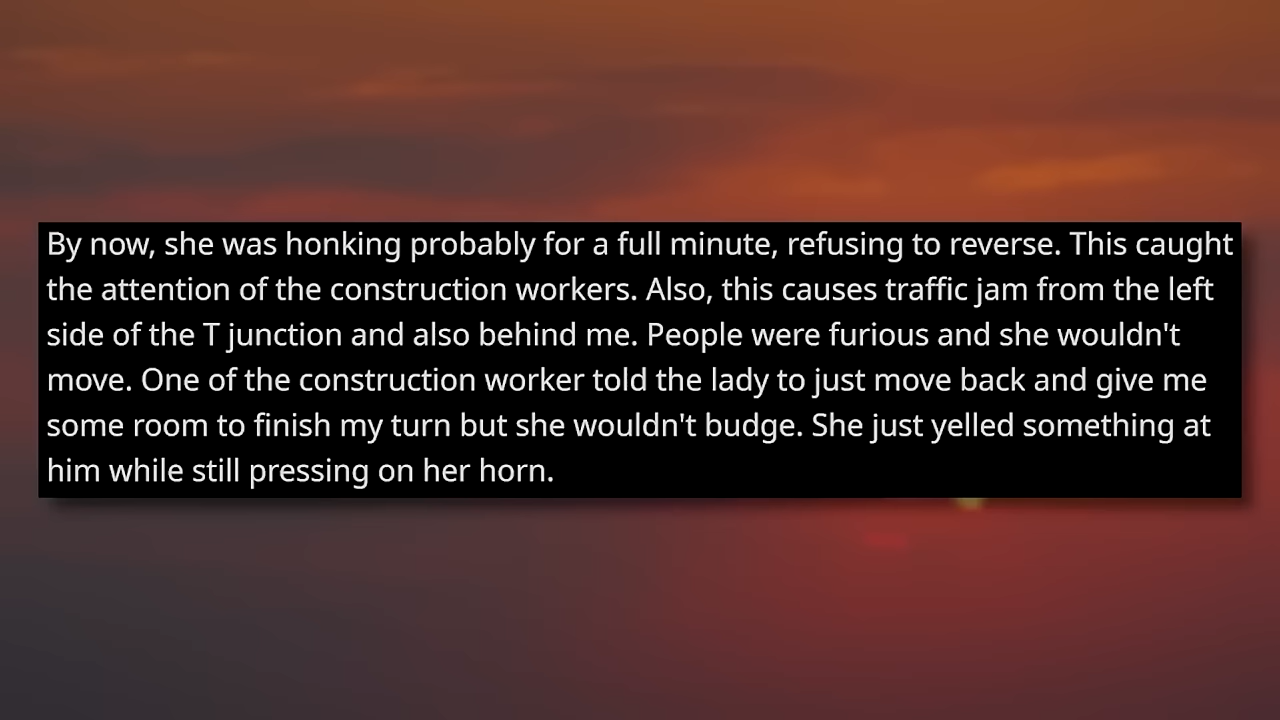 By now, she was honking probably for a full minute, refusing to reverse. This caught
the attention of the construction workers. Also, this causes traffic jam from the left
side of the T junction and also behind me. People were furious and she wouldn't
move. One of the construction worker told the lady to just move back and give me
some room to finish my turn but she wouldn't budge. She just yelled something at
him while still pressing on her horn.